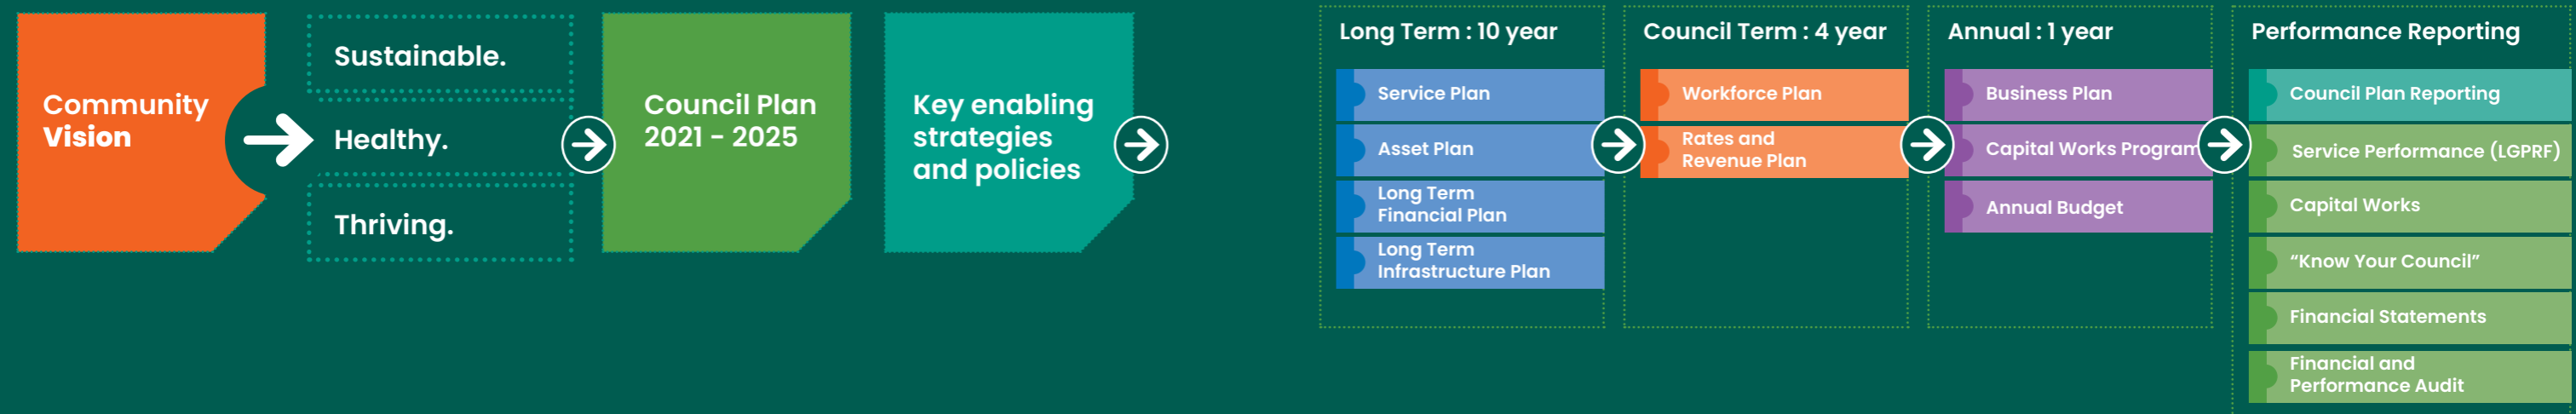 Community
Vision
Sustainable.
Healthy.
Thriving.
Council Plan
2021 - 2025
Key enabling
strategies
and policies
Long Term : 10 year
Service Plan
Asset Plan
Long Term
Financial Plan
Long Term
Infrastructure Plan
Council Term : 4 year
Workforce Plan
Rates and
Revenue Plan
Annual : 1 year
Business Plan
Capital Works Program
Annual Budget
Performance Reporting
Council Plan Reporting
Service Performance (LGPRF)
Capital Works
“Know Your Council”
Financial Statements
Financial and
Performance Audit